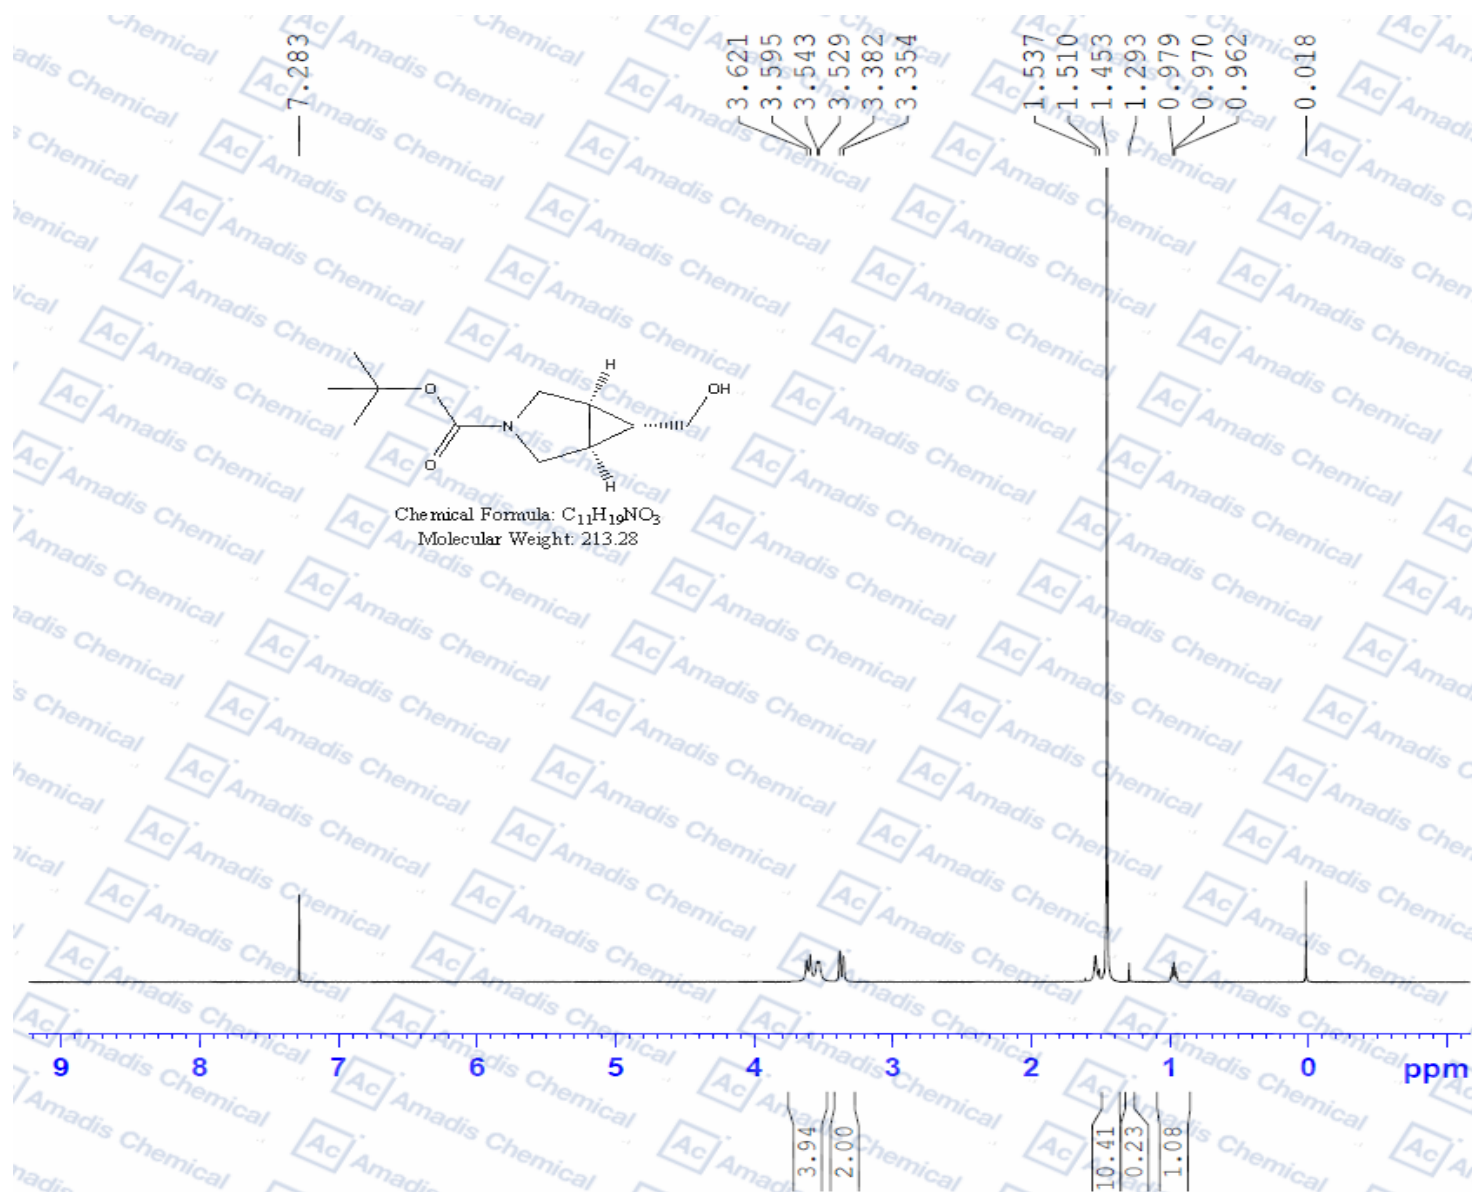 7.283
3.621
3.595
3.543
3.529
3.382
3.354
1.537
1.510
1.453
1.293
0.979
0.970
0.962
0.018
H
OH
O
N
O
H
Chemical Formula: C11H19NO3
Molecular Weight: 213.28
9 8 7 6 5 4 3 2 1 0 ppm
3.94
2.00
10.41
0.23
1.08
Ac Amadis Chemical